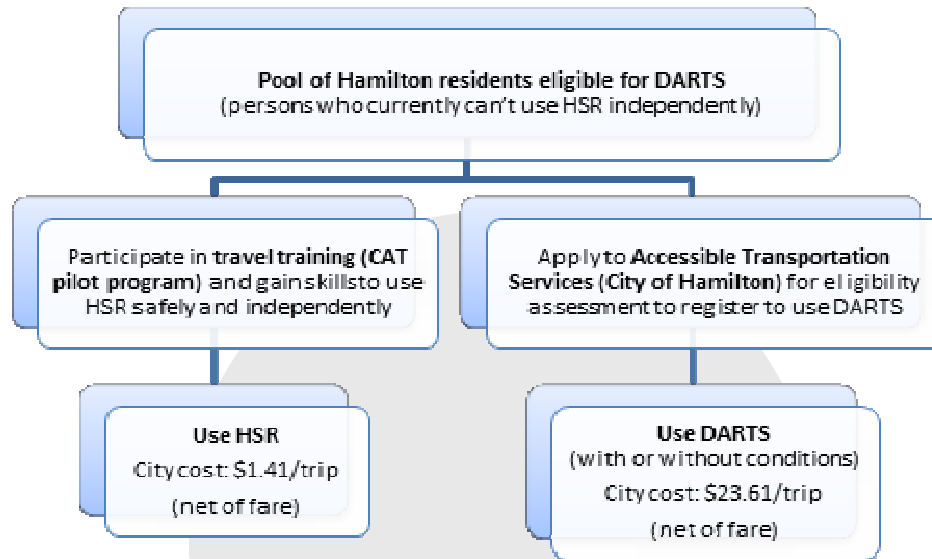 Pool of Hamilton residents eligible for DARTS
(persons who currently can't use HSR independently)
Participate in travel training (CAT
pilot program) and gain skills to use
HSR safely and independently
Apply to Accessible Transportation
Services (City of Hamilton) for eligibility
assessment to register to use DARTS
Use HSR
City cost: $1.41/trip
(net of fare)
Use DARTS
(with or without conditions)
City cost: $23.61/trip
(net of fare)